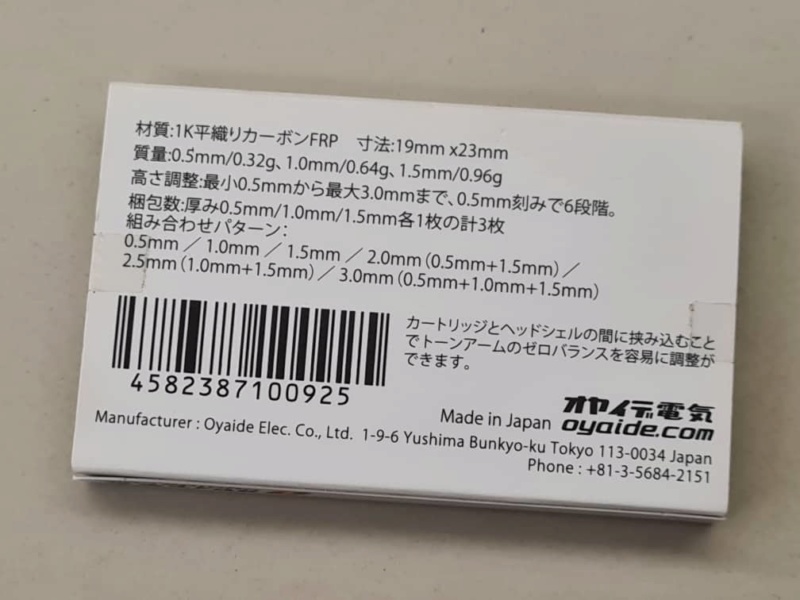 材質:1K平織りカーボンFRP　寸法:19mm x23mm
質量:0.5mm/0.32g、1.0mm/0.64g、1.5mm/0.96g
高さ調整:最小0.5mmから最大3.0mmまで、0.5mm刻みで6段階。
梱包数:厚み0.5mm/1.0mm/1.5mm各1枚の計3枚
組み合わせパターン:
0.5mm ／ 1.0mm ／ 1.5mm ／ 2.0mm（0.5mm+1.5mm）／
2.5mm（1.0mm+1.5mm）／ 3.0mm（0.5mm+1.0mm+1.5mm）
カートリッジとヘッドシェルの間に挟み込むこと
でトーンアームのゼロバランスを容易に調整が
できます。
4582387100925
Made in Japan オヤイデ電気
oyaide.com
Manufacturer : Oyaide Elec. Co., Ltd. 1-9-6 Yushima Bunkyo-ku Tokyo 113-0034 Japan
Phone : +81-3-5684-2151